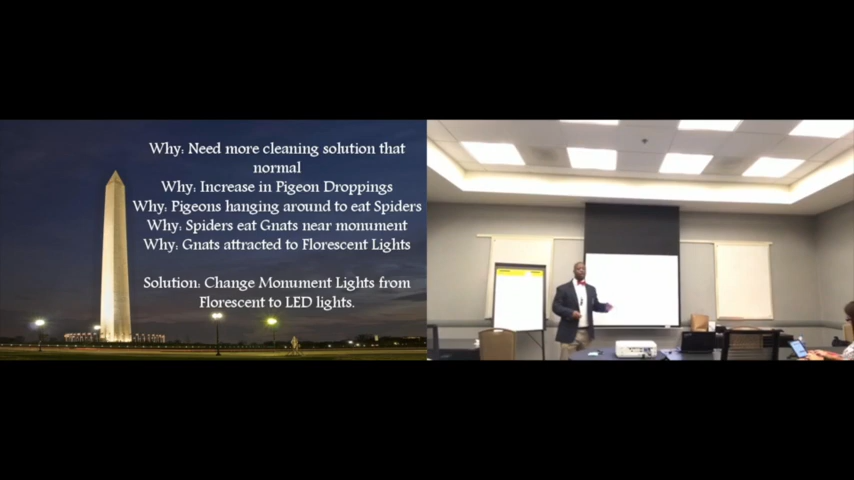 Why: Need more cleaning solution that
normal
Why: Increase in Pigeon Droppings
Why: Pigeons hanging around to eat Spiders
Why: Spiders eat Gnats near monument
Why: Gnats attracted to Florescent Lights
Solution: Change Monument Lights from
Florescent to LED lights.